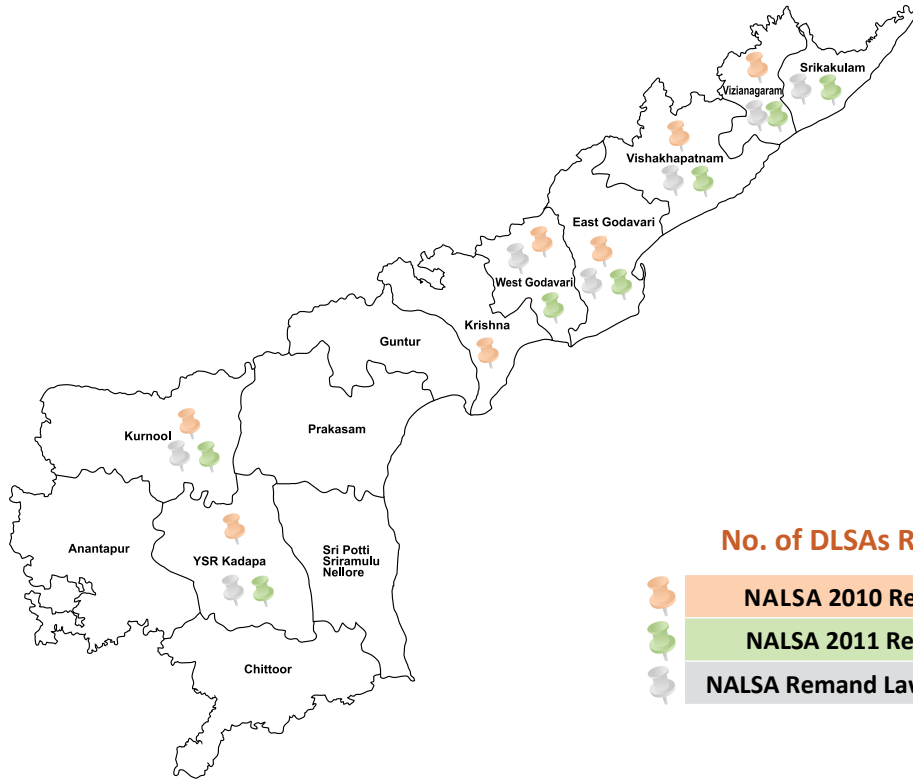 Srikakulam
Vizianagaram
Vishakhapatnam
East Godavari
West Godavari
Krishna
Guntur
Prakasam
Kurnool
Anantapur
YSR Kadapa
Sri Potti
Sriramulu
Nellore
Chittoor
No. of DLSAs R
NALSA 2010 Re
NALSA 2011 Re
NALSA Remand La